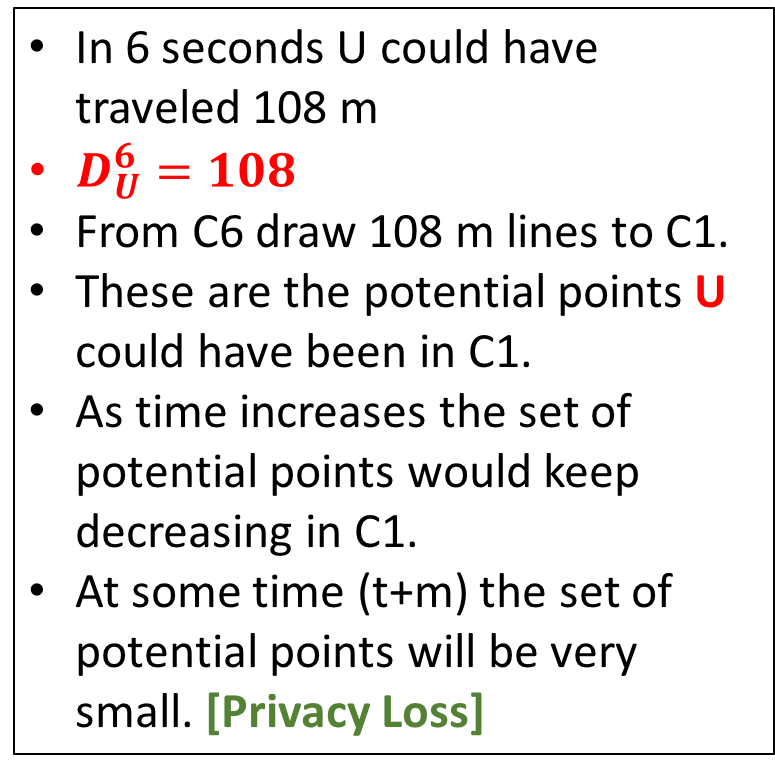 • In 6 seconds U could have
traveled 108 m
• D_U^6 = 108
• From C6 draw 108 m lines to C1.
• These are the potential points U
could have been in C1.
• As time increases the set of
potential points would keep
decreasing in C1.
• At some time (t+m) the set of
potential points will be very
small. [Privacy Loss]